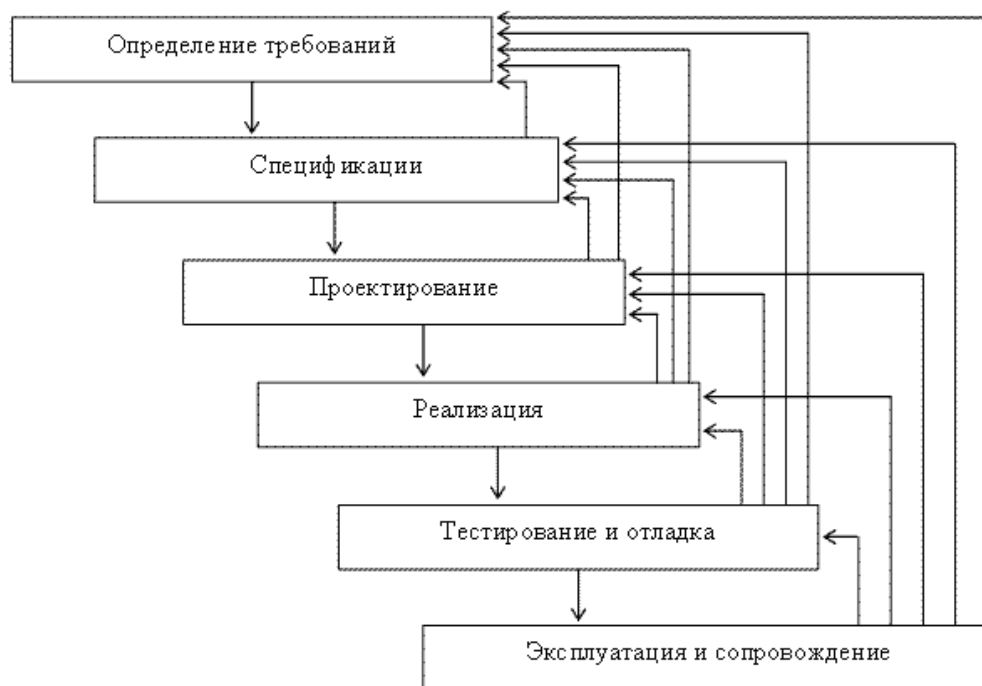 Определение требований
Спецификации
Проектирование
Реализация
Тестирование и отладка
Эксплуатация и сопровождение